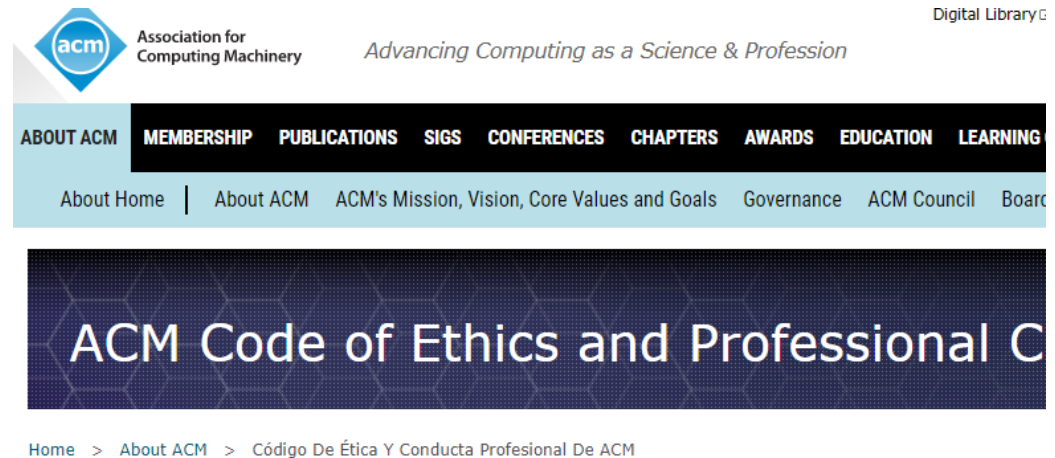 Digital Library
acm
Association for
Computing Machinery
Advancing Computing as a Science & Profession
ABOUT ACM MEMBERSHIP PUBLICATIONS SIGS CONFERENCES CHAPTERS AWARDS EDUCATION LEARNING
About Home About ACM ACM's Mission, Vision, Core Values and Goals Governance ACM Council Board
ACM Code of Ethics and Professional C
Home > About ACM > Código De Ética Y Conducta Profesional De ACM